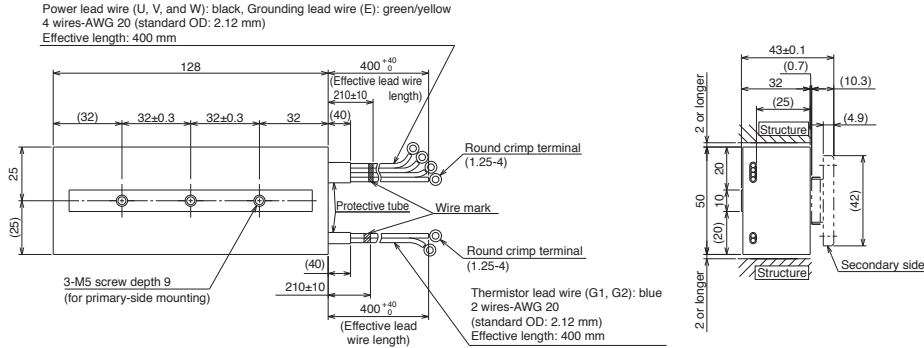 Power lead wire (U, V, and W): black, Grounding lead wire (E): green/yellow
4 wires-AWG 20 (standard OD: 2.12 mm)
Effective length: 400 mm
128
400 +40 0
(Effective lead wire
length)
210±10
(32)
32±0.3
32±0.3
32
(40)
25
(25)
Round crimp terminal
(1.25-4)
Protective tube
Wire mark
Round crimp terminal
(1.25-4)
3-M5 screw depth 9
(for primary-side mounting)
(40)
210±10
400 +40 0
(Effective lead
wire length)
Thermistor lead wire (G1, G2): blue
2 wires-AWG 20
(standard OD: 2.12 mm)
Effective length: 400 mm
43±0.1
(0.7)
32
(10.3)
(25)
(4.9)
2 or longer
Structure
50
20
10
(20)
(42)
Secondary side
Structure
2 or longer